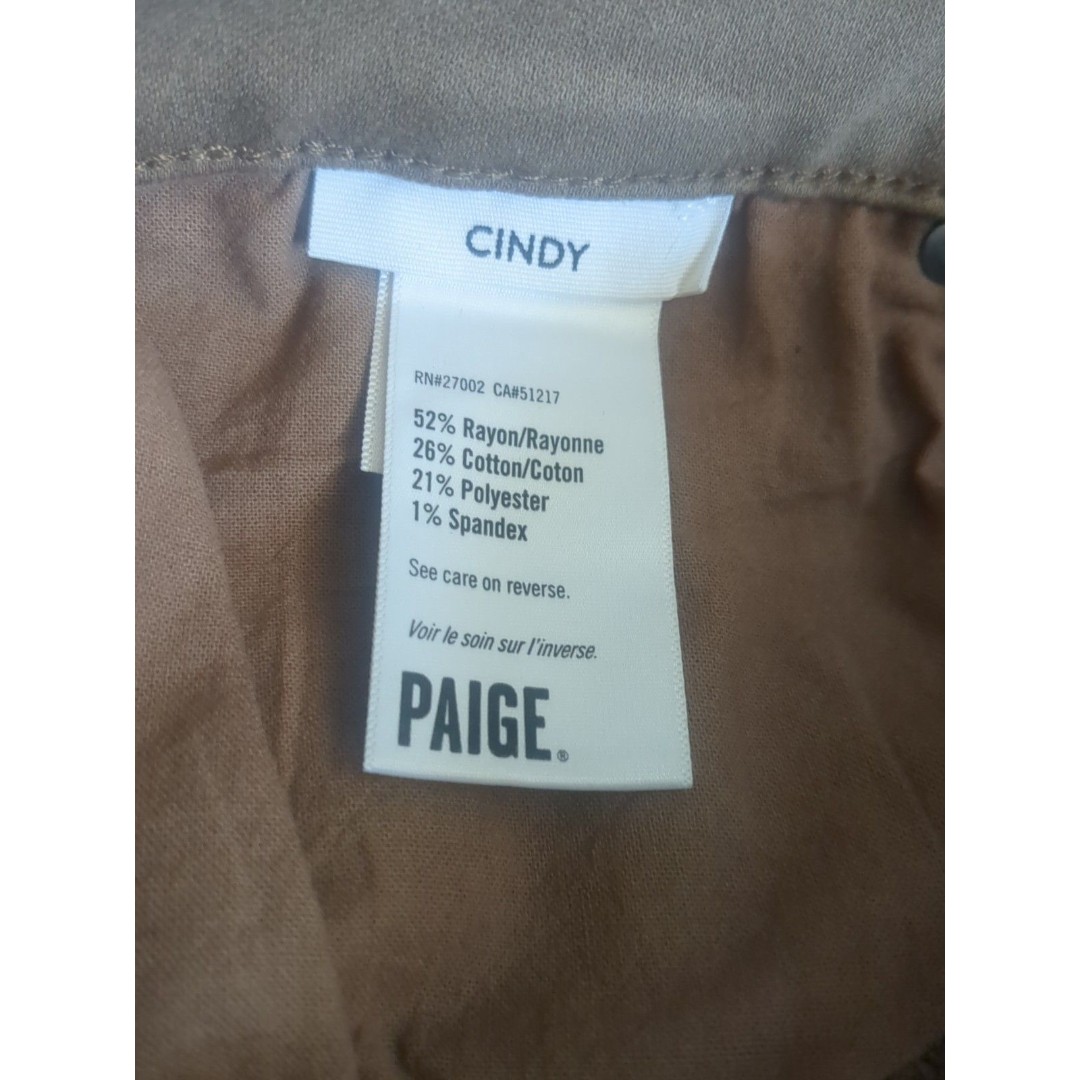 CINDY
RN#27002 CA#51217
52% Rayon/Rayonne
26% Cotton/Coton
21% Polyester
1% Spandex
See care on reverse.
Voir le soin sur l'inverse.
PAIGE®